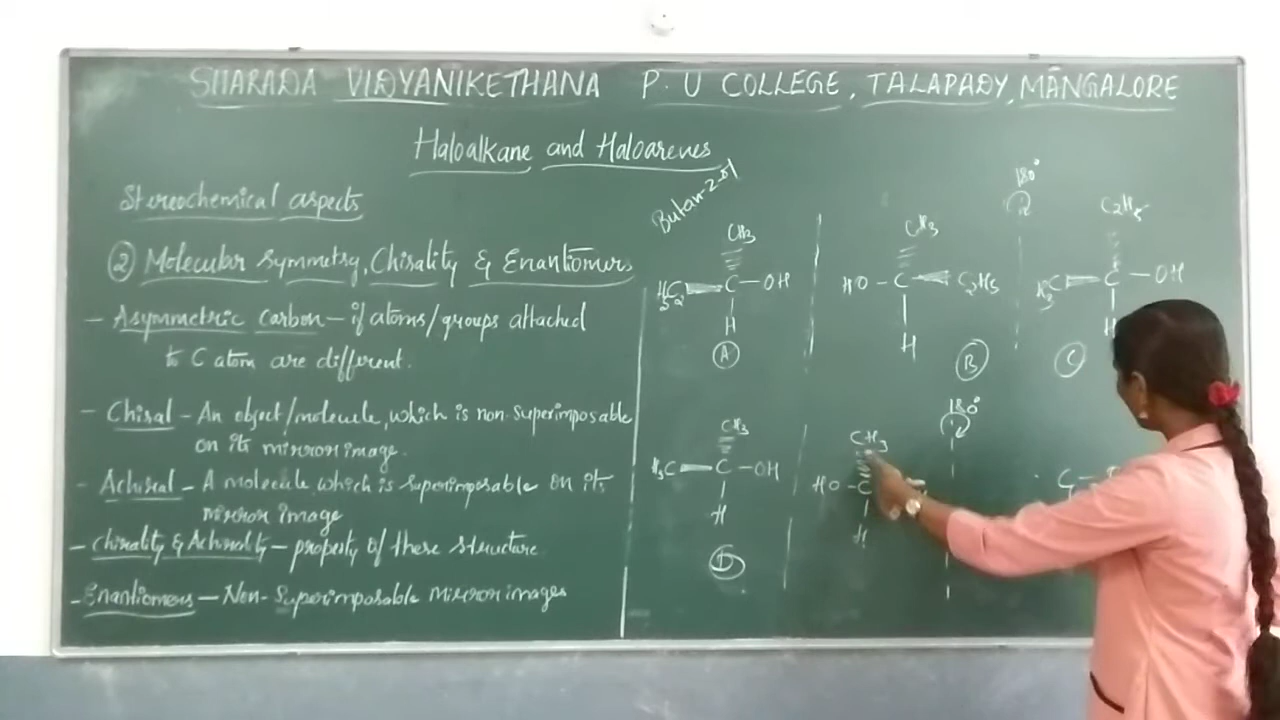 SHARADA VIDYANIKETHANA P.U COLLEGE, TALAPADY, MANGALORE
Haloalkane and Haloarenes
Stereochemical aspects
② Molecular symmetry, Chirality & Enantiomers
- Asymmetric Carbon - if atoms/groups attached
to C atom are different.
- Chiral - An object/molecule, which is non-superimposable
on its mirror image.
- Achiral - A molecule which is superimposable on its
mirror image
- Chirality & Achirality - property of these structure
- Enantiomers - Non-Superimposable mirror images
Butan-2-ol
CH3
H5C2 C - OH
H
A
CH3
HO - C C2H5
H
B
180°
C2H5
H3C C - OH
H
C
CH3
H3C C - OH
H
D
CH3
HO - C
H
180°
C